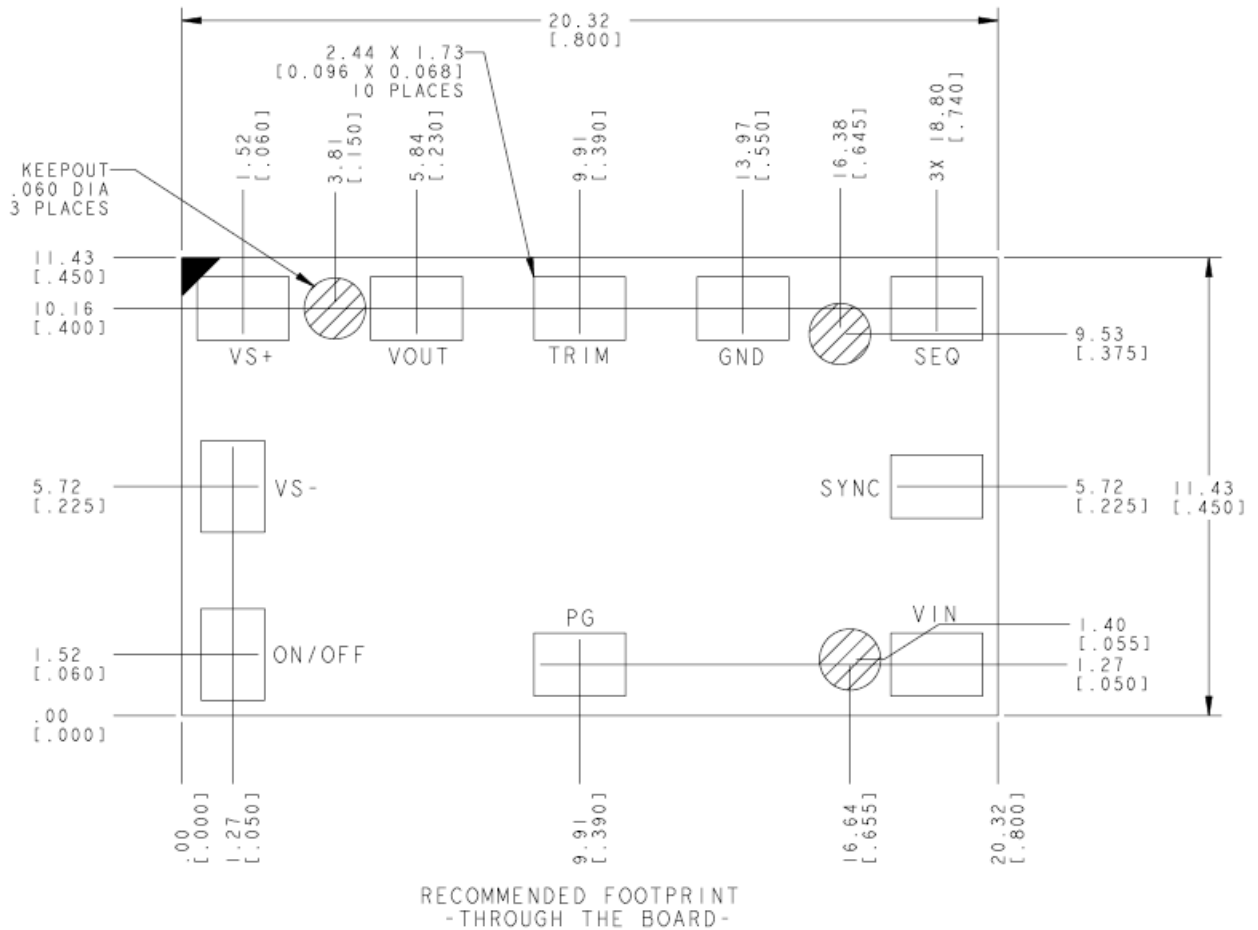 20.32
[.800]
2.44 X 1.73
[0.096 X 0.068]
10 PLACES
1.52
[.060]
3.81
[.150]
5.84
[.230]
9.91
[.390]
13.97
[.550]
16.38
[.645]
3X 18.80
[.740]
KEEPOUT
.060 DIA
3 PLACES
11.43
[.450]
10.16
[.400]
VS+
VOUT
TRIM
GND
SEQ
9.53
[.375]
5.72
[.225]
VS-
SYNC
5.72
[.225]
11.43
[.450]
PG
VIN
1.52
[.060]
ON/OFF
1.40
[.055]
1.27
[.050]
.00
[.000]
.00
[.000]
1.27
[.050]
9.91
[.390]
16.64
[.655]
20.32
[.800]
RECOMMENDED FOOTPRINT
-THROUGH THE BOARD-